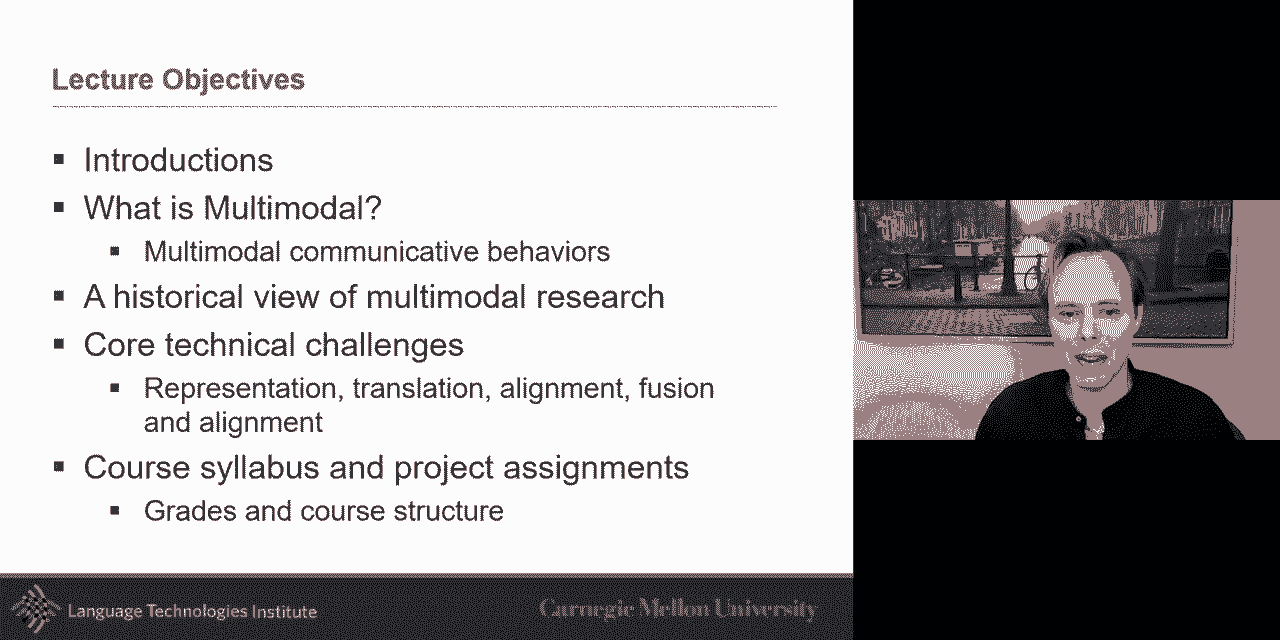 Lecture Objectives
▪ Introductions
▪ What is Multimodal?
▪ Multimodal communicative behaviors
▪ A historical view of multimodal research
▪ Core technical challenges
▪ Representation, translation, alignment, fusion
and alignment
▪ Course syllabus and project assignments
▪ Grades and course structure
Language Technologies Institute
Carnegie Mellon University